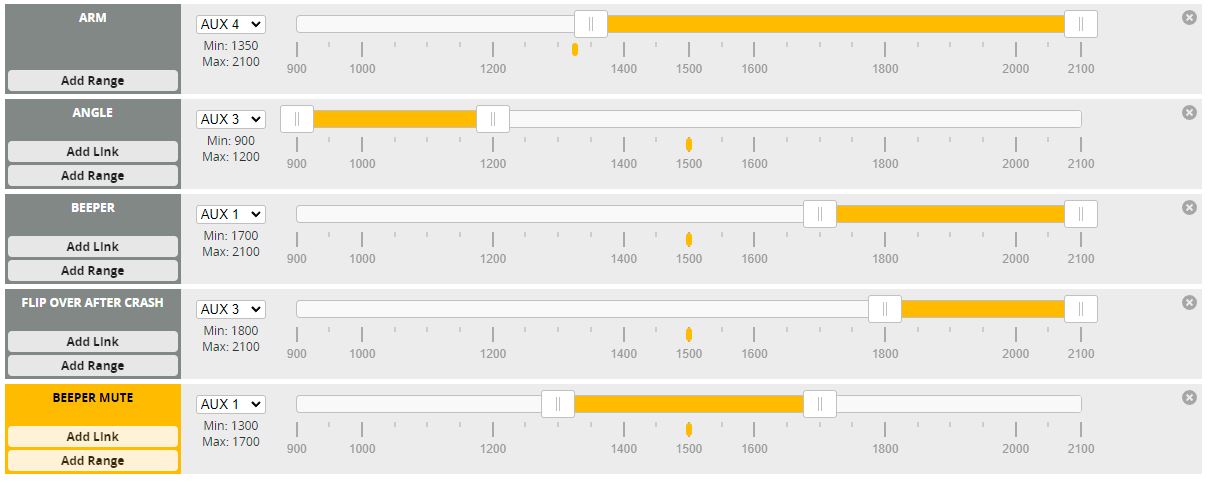 ARM
AUX 4
Min: 1350
Max: 2100
Add Range
900 1000 1200 1400 1500 1600 1800 2000 2100
ANGLE
AUX 3
Min: 900
Max: 1200
Add Link
Add Range
900 1000 1200 1400 1500 1600 1800 2000 2100
BEEPER
AUX 1
Min: 1700
Max: 2100
Add Link
Add Range
900 1000 1200 1400 1500 1600 1800 2000 2100
FLIP OVER AFTER CRASH
AUX 3
Min: 1800
Max: 2100
Add Link
Add Range
900 1000 1200 1400 1500 1600 1800 2000 2100
BEEPER MUTE
AUX 1
Min: 1300
Max: 1700
Add Link
Add Range
900 1000 1200 1400 1500 1600 1800 2000 2100